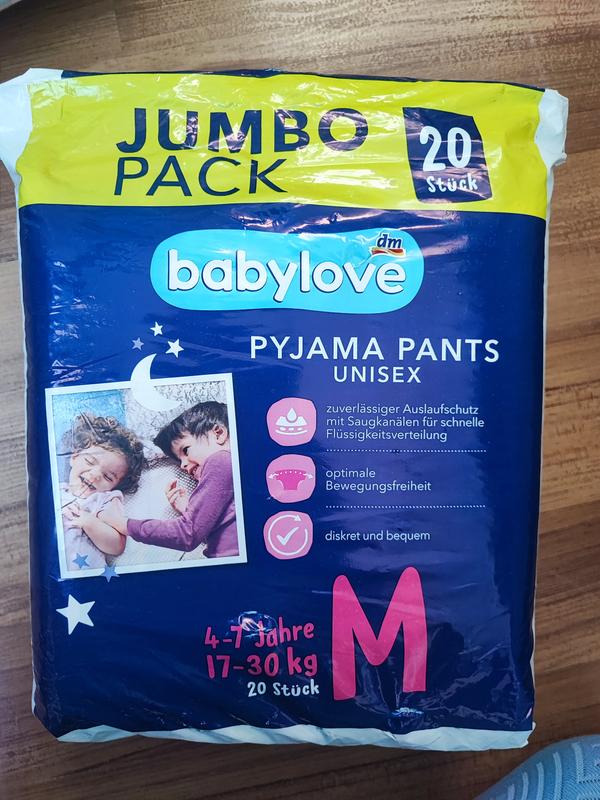 JUMBO
PACK
20
Stück
dm
babylove
PYJAMA PANTS
UNISEX
zuverlässiger Auslaufschutz
mit Saugkanälen für schnelle
Flüssigkeitsverteilung
optimale
Bewegungsfreiheit
diskret und bequem
4-7 Jahre
17-30 kg
20 Stück
M